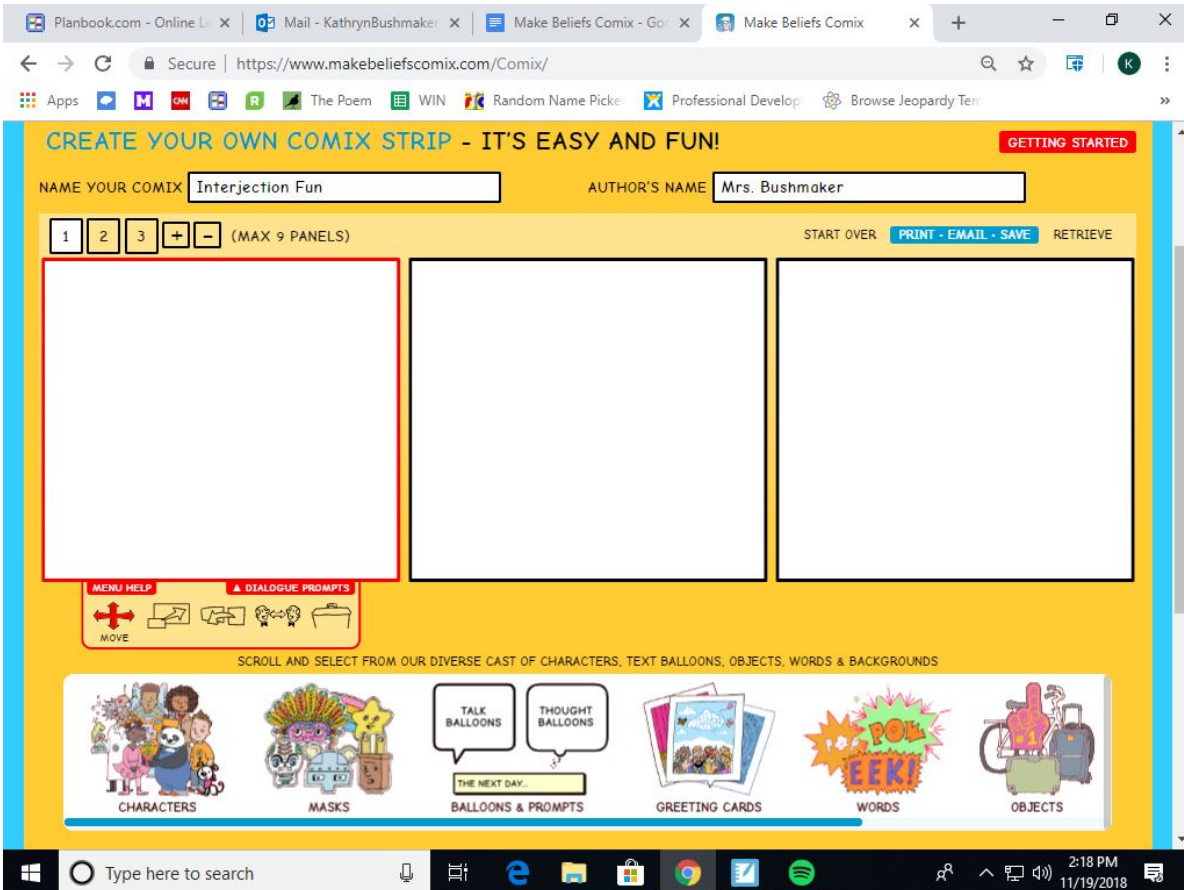 Planbook.com - Online L
Mail - KathrynBushmaker
Make Beliefs Comix - Goo
Make Beliefs Comix
Secure | https://www.makebeliefscomix.com/Comix/
K
Apps
M
CNN
R
The Poem
WIN
Random Name Picke
Professional Develop
Browse Jeopardy Tem
CREATE YOUR OWN COMIX STRIP - IT'S EASY AND FUN!
GETTING STARTED
NAME YOUR COMIX Interjection Fun
AUTHOR'S NAME Mrs. Bushmaker
1 2 3 + - (MAX 9 PANELS)
START OVER PRINT - EMAIL - SAVE RETRIEVE
MENU HELP
▲ DIALOGUE PROMPTS
MOVE
SCROLL AND SELECT FROM OUR DIVERSE CAST OF CHARACTERS, TEXT BALLOONS, OBJECTS, WORDS & BACKGROUNDS
TALK
BALLOONS
THOUGHT
BALLOONS
THE NEXT DAY...
POP
POW
EEK!
#1
CHARACTERS
MASKS
BALLOONS & PROMPTS
GREETING CARDS
WORDS
OBJECTS
Type here to search
2:18 PM
11/19/2018